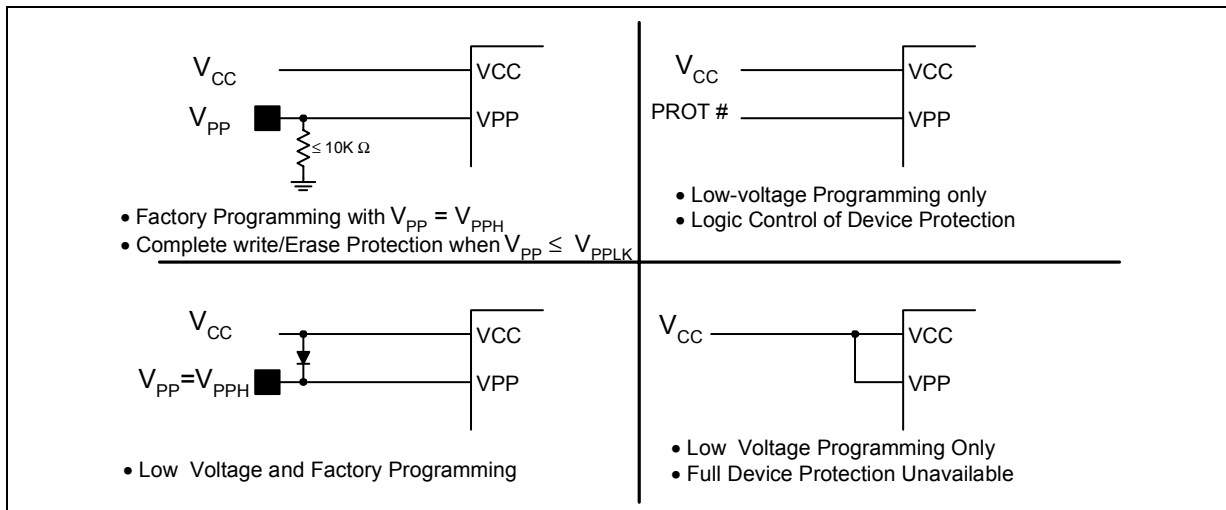 V_CC
VCC
V_PP
VPP
≤ 10K Ω
• Factory Programming with V_PP = V_PPH
• Complete write/Erase Protection when V_PP ≤ V_PPLK
V_CC
VCC
PROT #
VPP
• Low-voltage Programming only
• Logic Control of Device Protection
V_CC
VCC
V_PP=V_PPH
VPP
• Low Voltage and Factory Programming
V_CC
VCC
VPP
• Low Voltage Programming Only
• Full Device Protection Unavailable